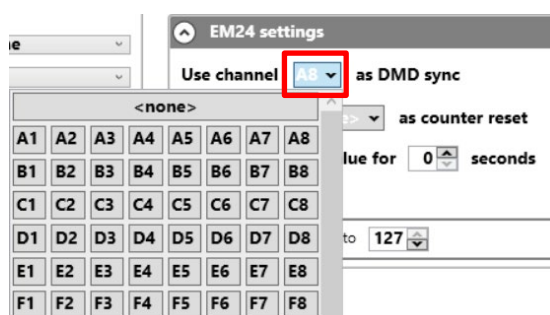 ne
EM24 settings
Use channel A8 as DMD sync
<none>
e> as counter reset
A1 A2 A3 A4 A5 A6 A7 A8
lue for 0 seconds
B1 B2 B3 B4 B5 B6 B7 B8
C1 C2 C3 C4 C5 C6 C7 C8
D1 D2 D3 D4 D5 D6 D7 D8
to 127
E1 E2 E3 E4 E5 E6 E7 E8
F1 F2 F3 F4 F5 F6 F7 F8